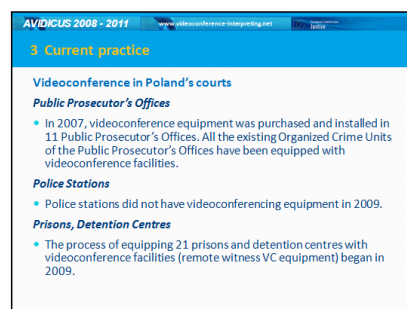 AVIDICUS 2008 - 2011 www.videoconference-interpreting.net Justice
3 Current practice
Videoconference in Poland's courts
Public Prosecutor's Offices
• In 2007, videoconference equipment was purchased and installed in
11 Public Prosecutor's Offices. All the existing Organized Crime Units
of the Public Prosecutor's Offices have been equipped with
videoconference facilities.
Police Stations
• Police stations did not have videoconferencing equipment in 2009.
Prisons, Detention Centres
• The process of equipping 21 prisons and detention centres with
videoconference facilities (remote witness VC equipment) began in
2009.